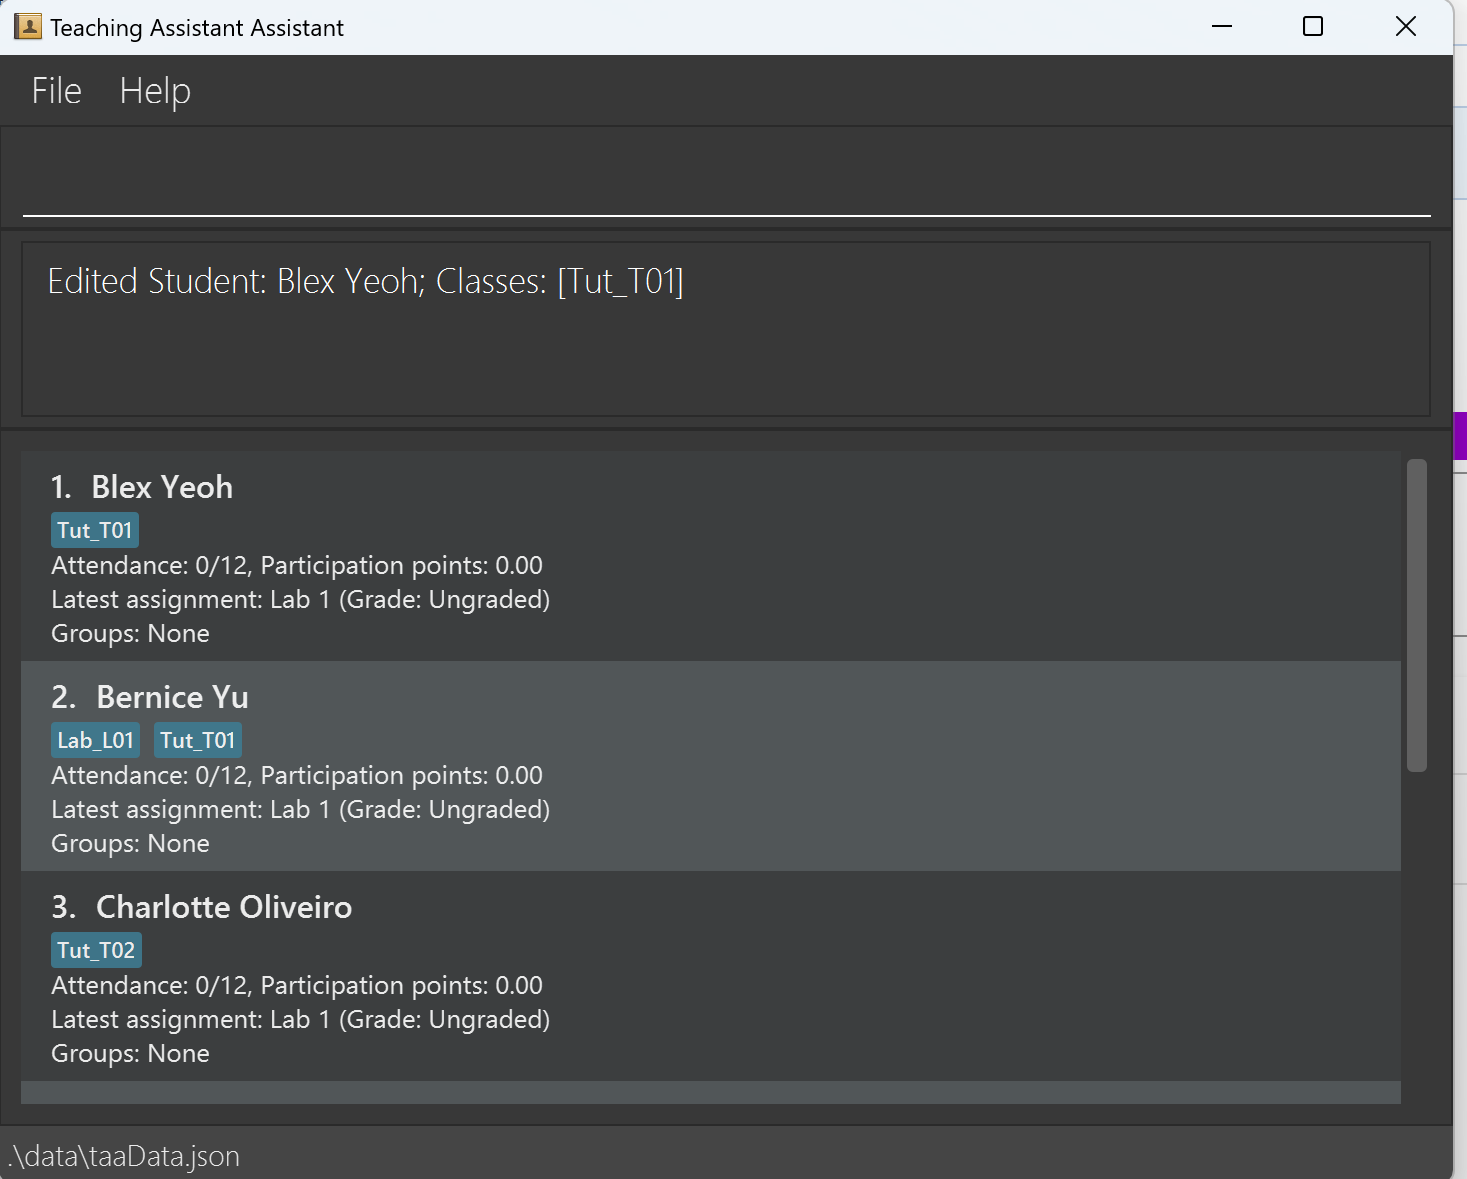 Teaching Assistant Assistant
File Help
Edited Student: Blex Yeoh; Classes: [Tut_T01]
1. Blex Yeoh
Tut_T01
Attendance: 0/12, Participation points: 0.00
Latest assignment: Lab 1 (Grade: Ungraded)
Groups: None
2. Bernice Yu
Lab_L01 Tut_T01
Attendance: 0/12, Participation points: 0.00
Latest assignment: Lab 1 (Grade: Ungraded)
Groups: None
3. Charlotte Oliveiro
Tut_T02
Attendance: 0/12, Participation points: 0.00
Latest assignment: Lab 1 (Grade: Ungraded)
Groups: None
.\data\taaData.json